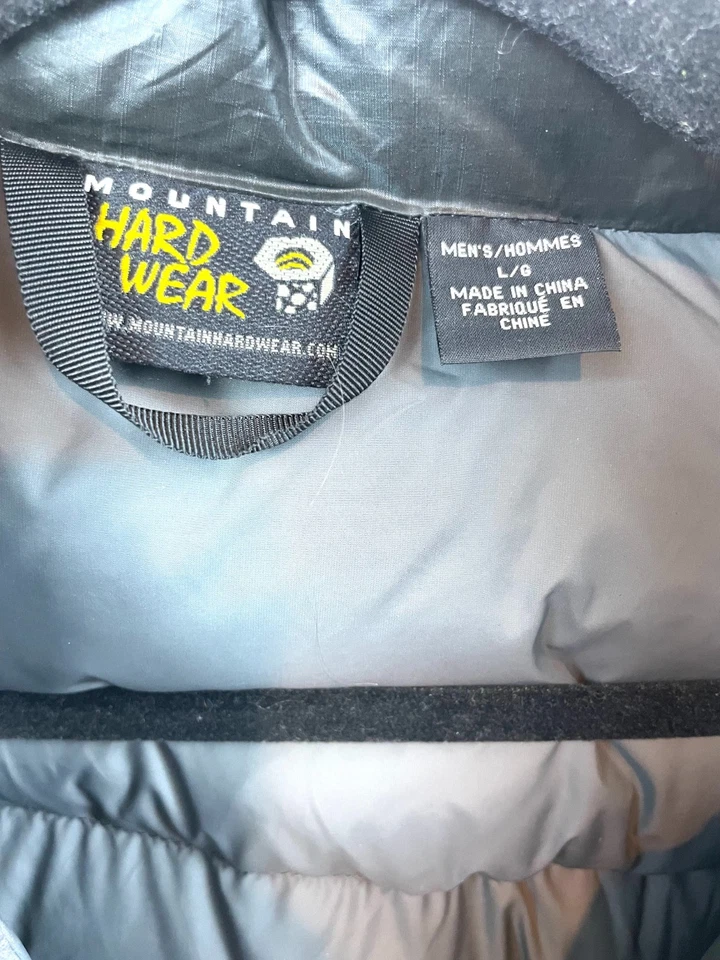 MOUNTAIN
HARD
WEAR
W.MOUNTAINHARDWEAR.COM
MEN'S/HOMMES
L/G
MADE IN CHINA
FABRIQUÉ EN
CHINE